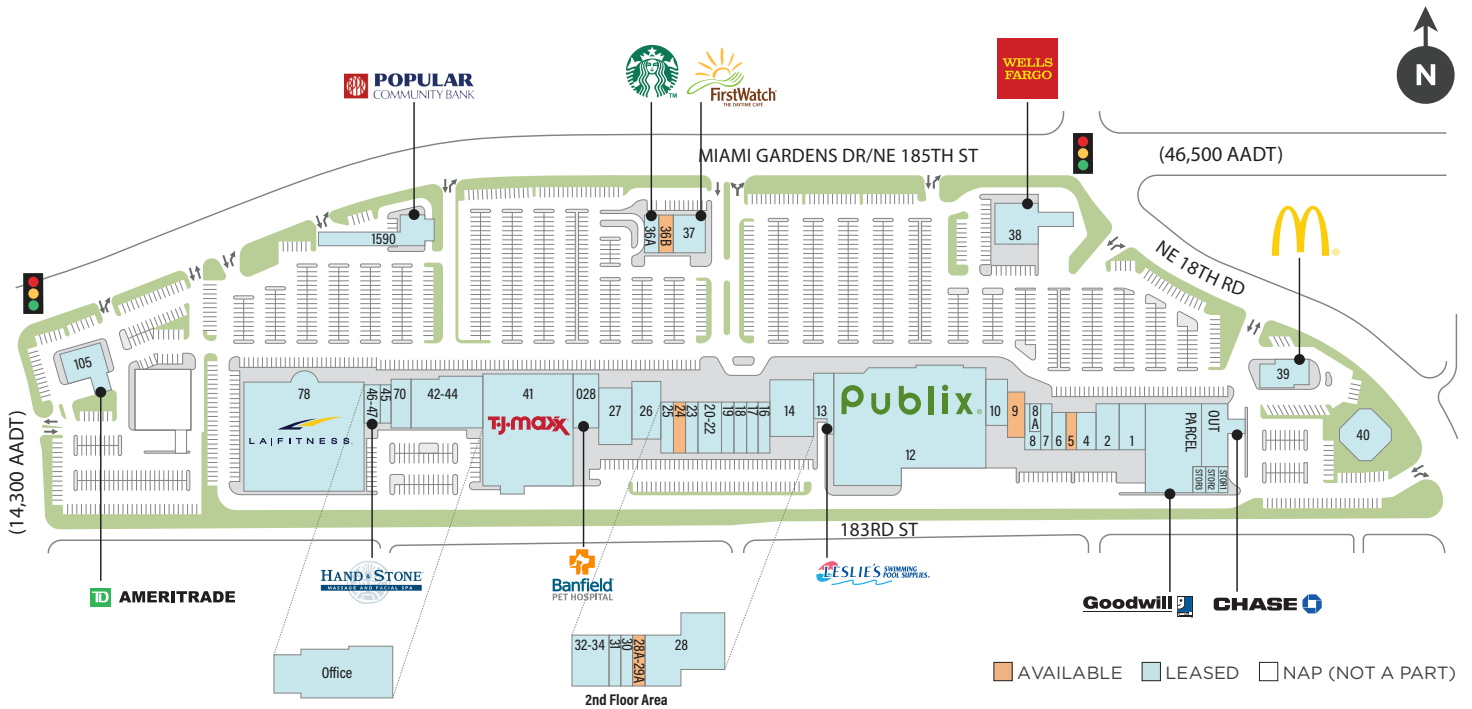 N
POPULAR
COMMUNITY BANK
TM
FirstWatch
THE DAYTIME CAFE
WELLS
FARGO
MIAMI GARDENS DR/NE 185TH ST
(46,500 AADT)
NE 18TH RD
1590
36A
36B
37
38
39
40
105
(14,300 AADT)
78
LA|FITNESS
46-47
45
70
42-44
41
T·J·maxx
028
27
26
25
24
23
20-22
19
18
17
16
14
13
Publix
12
10
9
8
A
8
7
6
5
4
2
1
PARCEL
OUT
STOR3
STOR2
STOR1
183RD ST
TD AMERITRADE
HAND & STONE
MASSAGE AND FACIAL SPA
Banfield
PET HOSPITAL
LESLIE'S SWIMMING
POOL SUPPLIES.
Goodwill
CHASE
Office
32-34
31
30
28A-29A
28
2nd Floor Area
AVAILABLE
LEASED
NAP (NOT A PART)